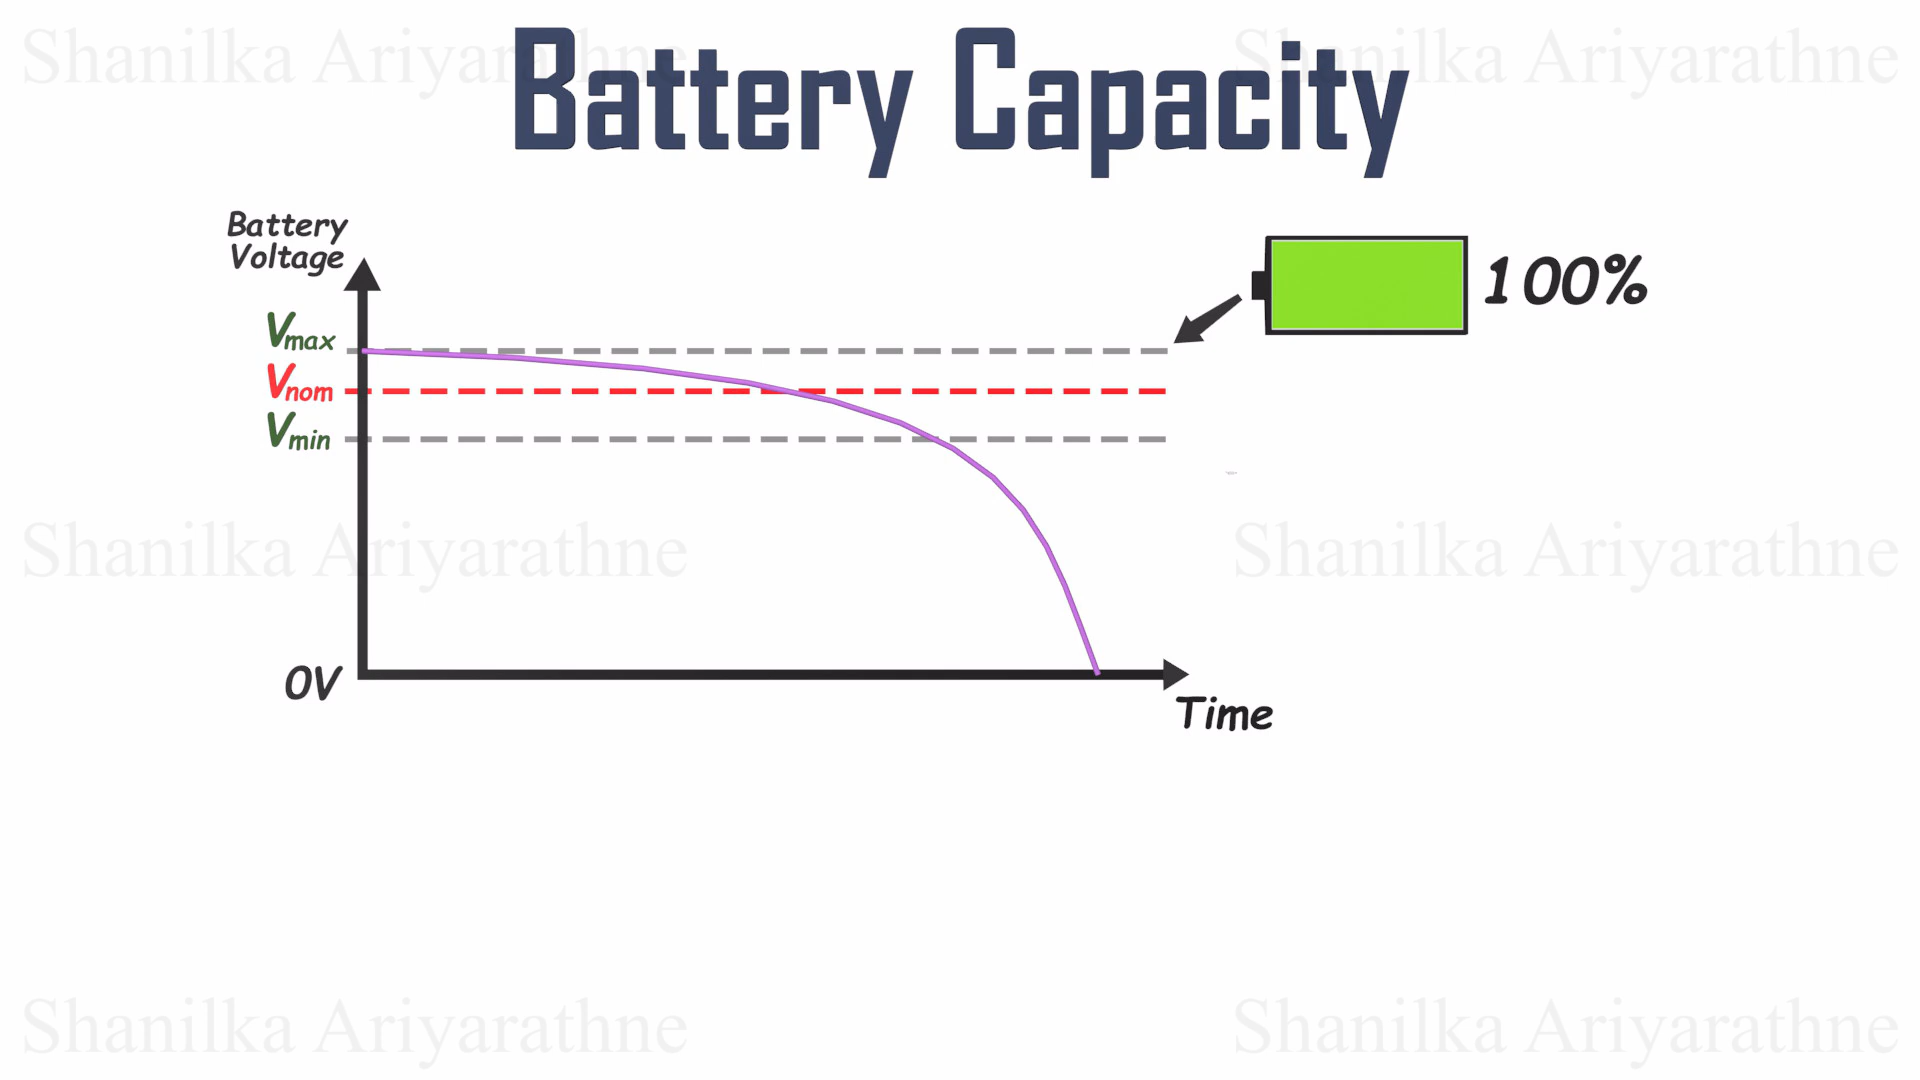 Shanilka Ariyarathne
Shanilka Ariyarathne
Battery Capacity
Battery
Voltage
100%
Vmax
Vnom
Vmin
Shanilka Ariyarathne
Shanilka Ariyarathne
0V
Time
Shanilka Ariyarathne
Shanilka Ariyarathne